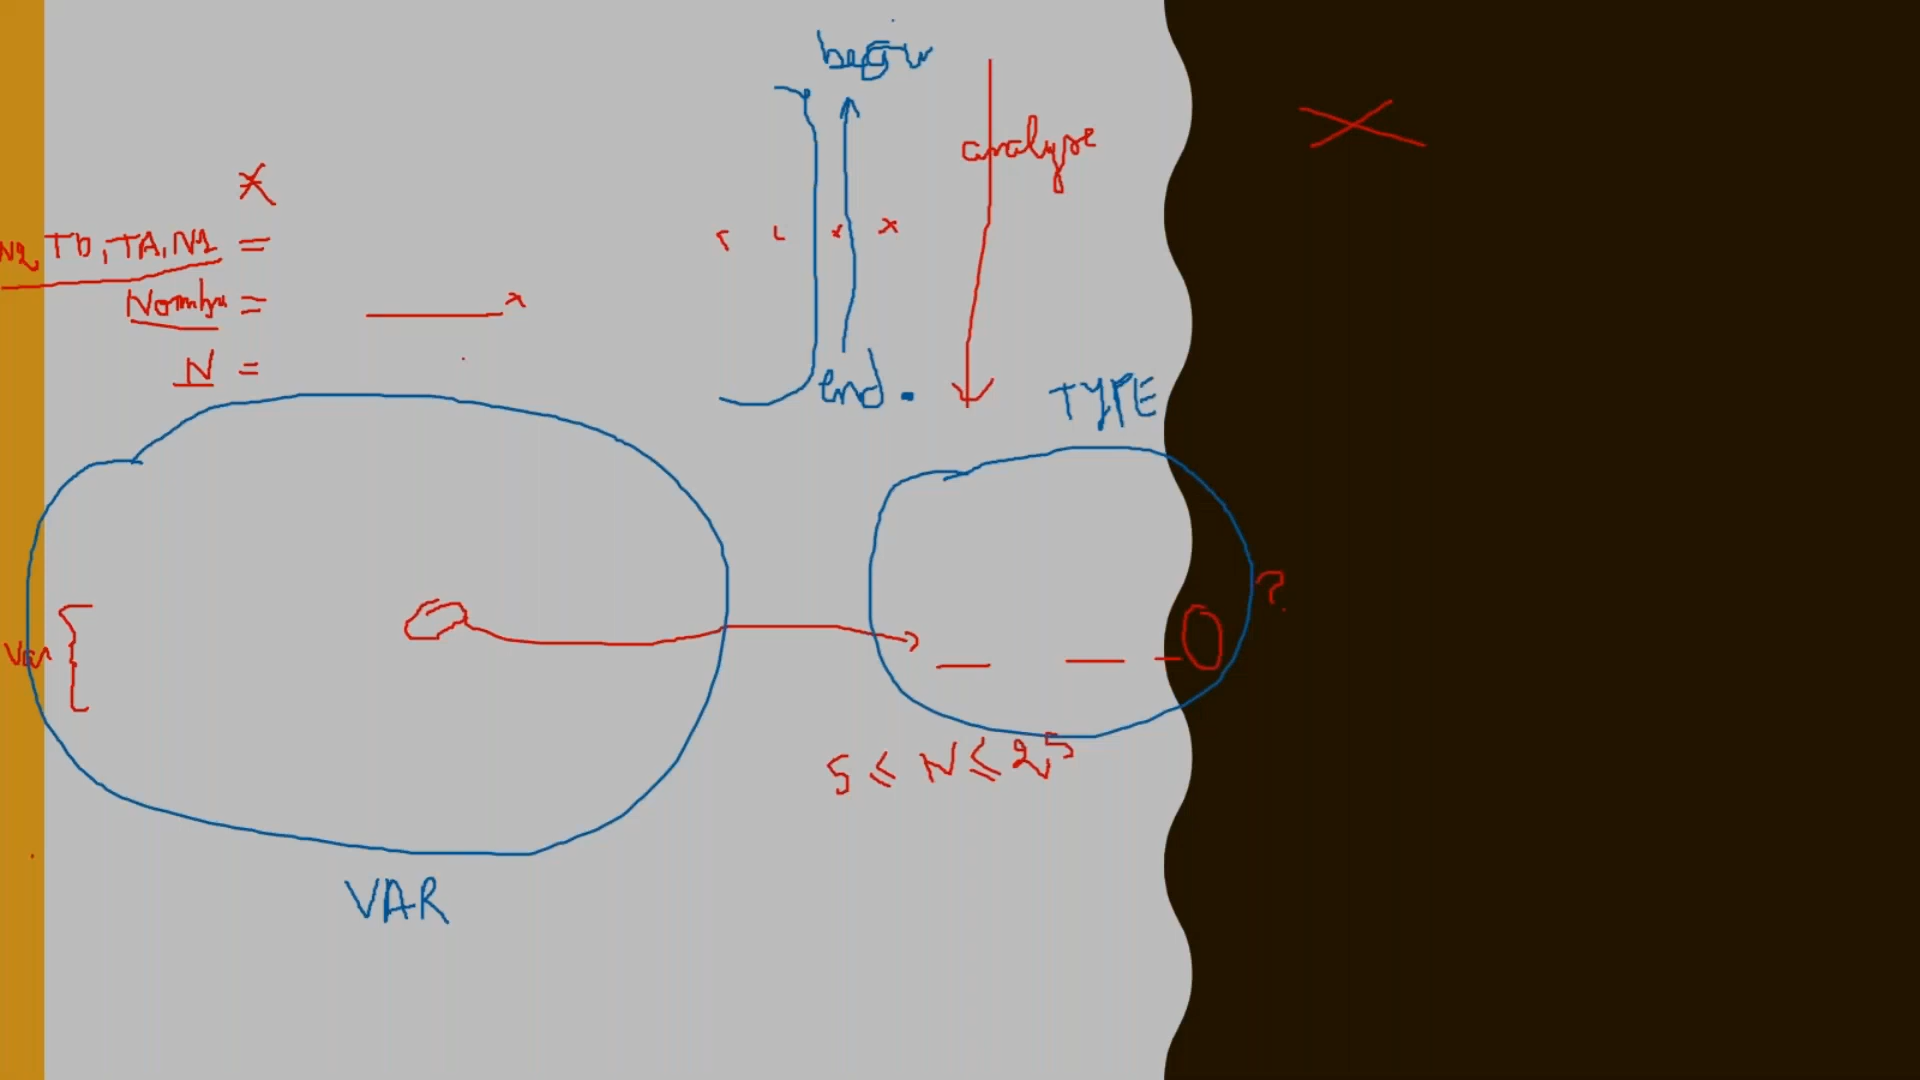 begin
analyse
N2, TD, TA, N1 =
Nombre =
N =
end.
TYPE
?
Var {
5 ≤ N ≤ 25
VAR